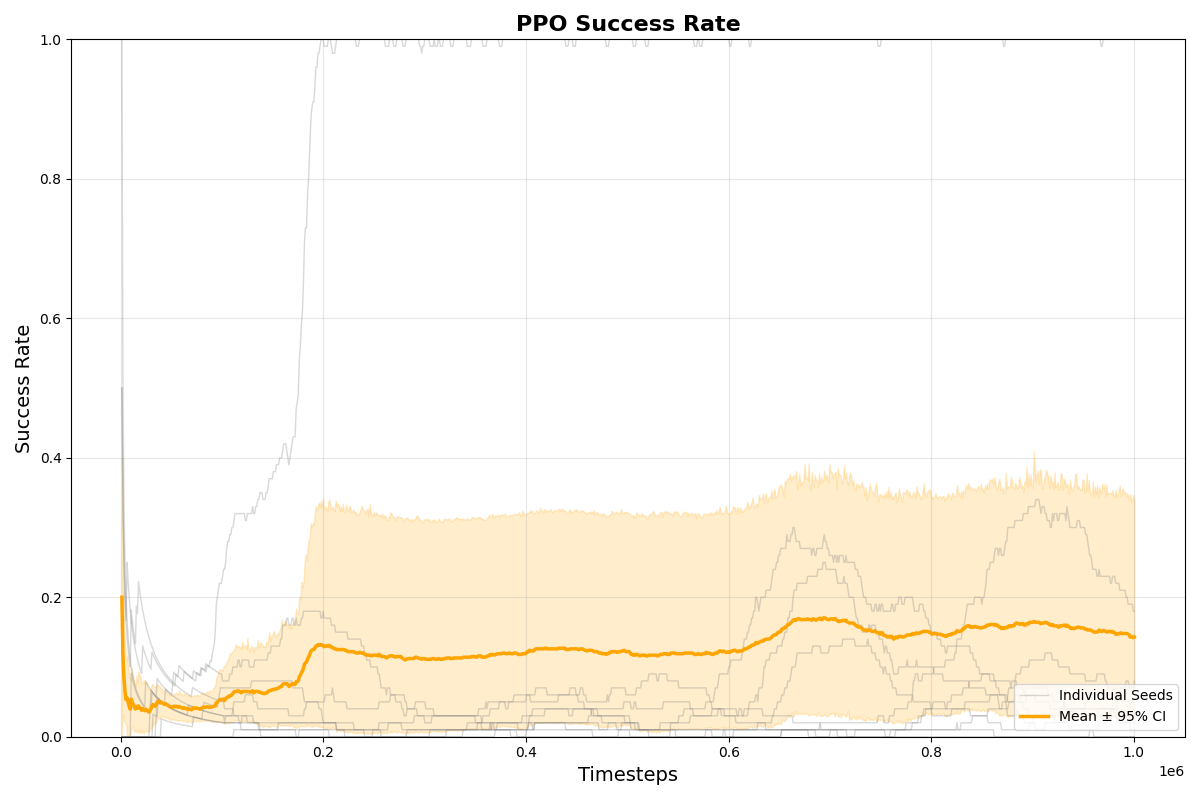 PPO Success Rate
Success Rate
1.0
0.8
0.6
0.4
0.2
0.0
Individual Seeds
Mean ± 95% CI
0.0 0.2 0.4 0.6 0.8 1.0
1e6
Timesteps